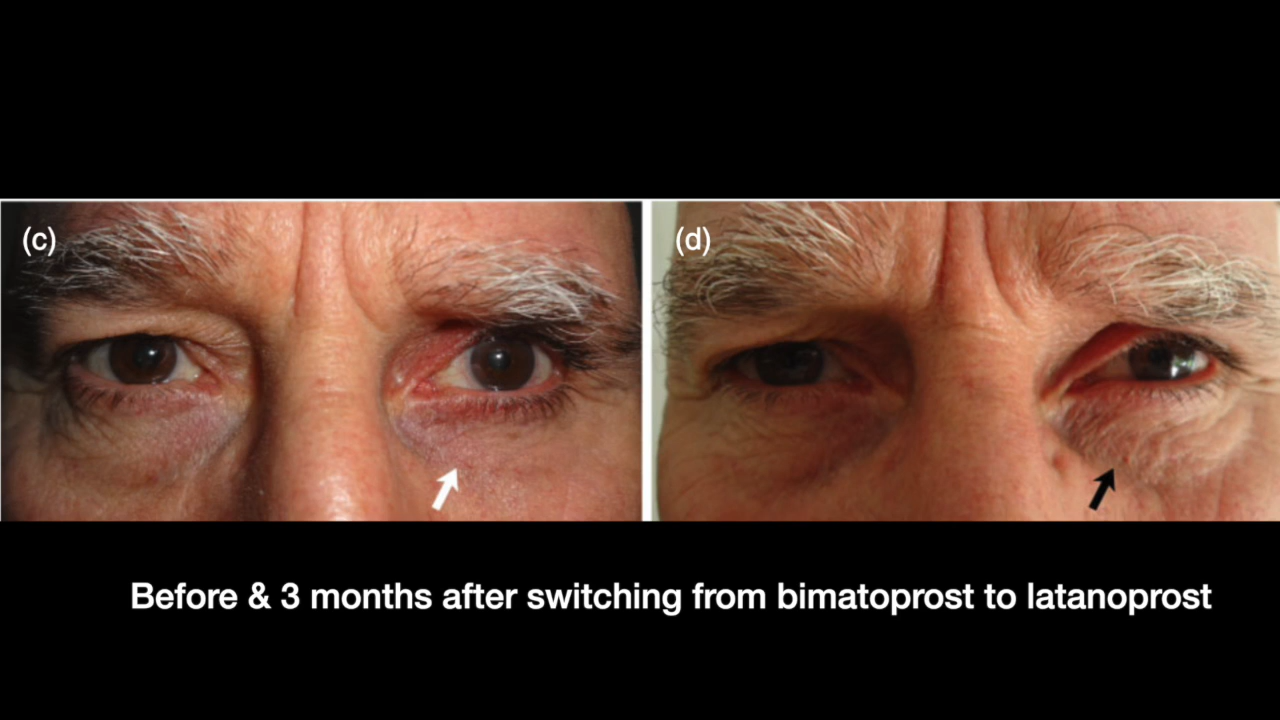 (c)
(d)
Before & 3 months after switching from bimatoprost to latanoprost